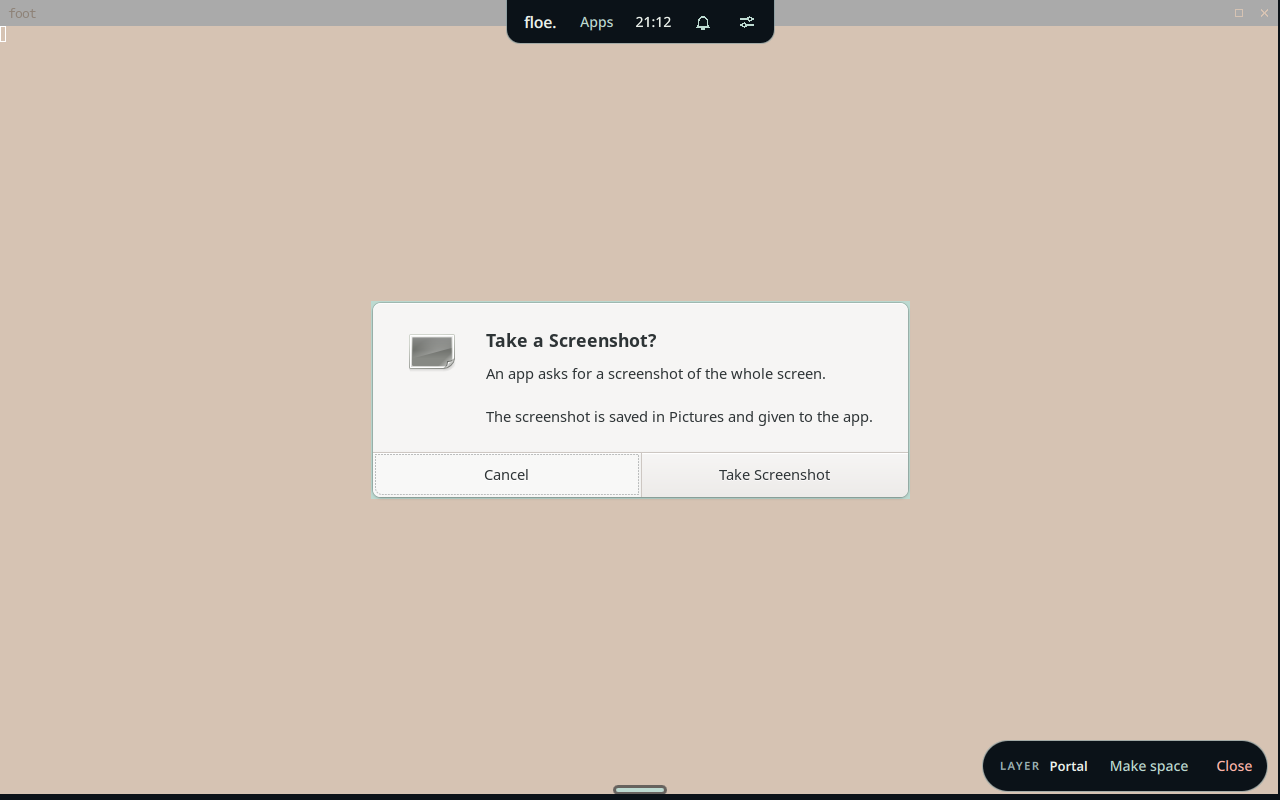 foot
floe. Apps 21:12
Take a Screenshot?
An app asks for a screenshot of the whole screen.
The screenshot is saved in Pictures and given to the app.
Cancel Take Screenshot
LAYER Portal Make space Close